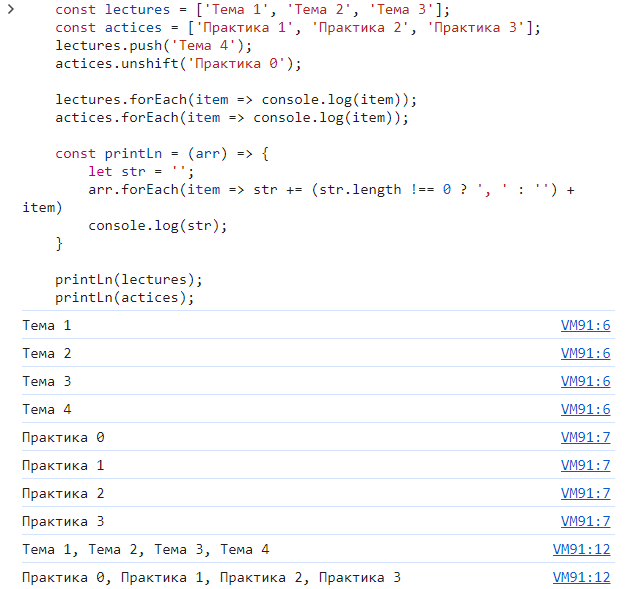 const lectures = ['Тема 1', 'Тема 2', 'Тема 3'];
const actices = ['Практика 1', 'Практика 2', 'Практика 3'];
lectures.push('Тема 4');
actices.unshift('Практика 0');
lectures.forEach(item => console.log(item));
actices.forEach(item => console.log(item));
const printLn = (arr) => {
let str = '';
arr.forEach(item => str += (str.length !== 0 ? ', ' : '') +
item)
console.log(str);
}
printLn(lectures);
printLn(actices);
Тема 1 VM91:6
Тема 2 VM91:6
Тема 3 VM91:6
Тема 4 VM91:6
Практика 0 VM91:7
Практика 1 VM91:7
Практика 2 VM91:7
Практика 3 VM91:7
Тема 1, Тема 2, Тема 3, Тема 4 VM91:12
Практика 0, Практика 1, Практика 2, Практика 3 VM91:12